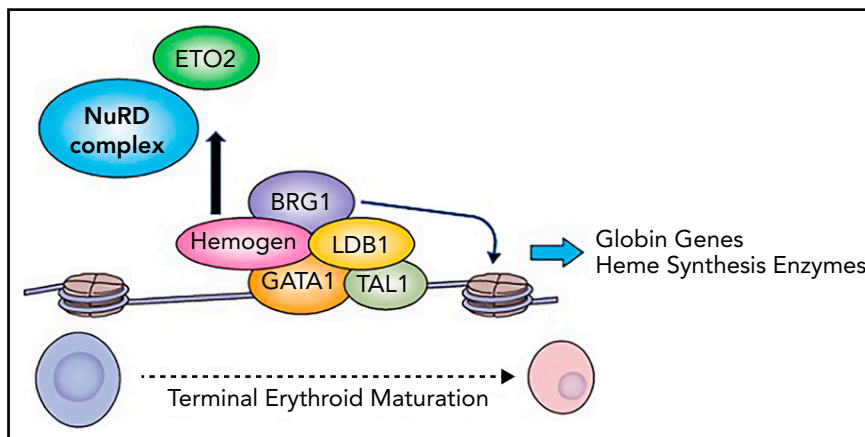 ETO2
NuRD
complex
BRG1
Hemogen
LDB1
GATA1
TAL1
Globin Genes
Heme Synthesis Enzymes
Terminal Erythroid Maturation